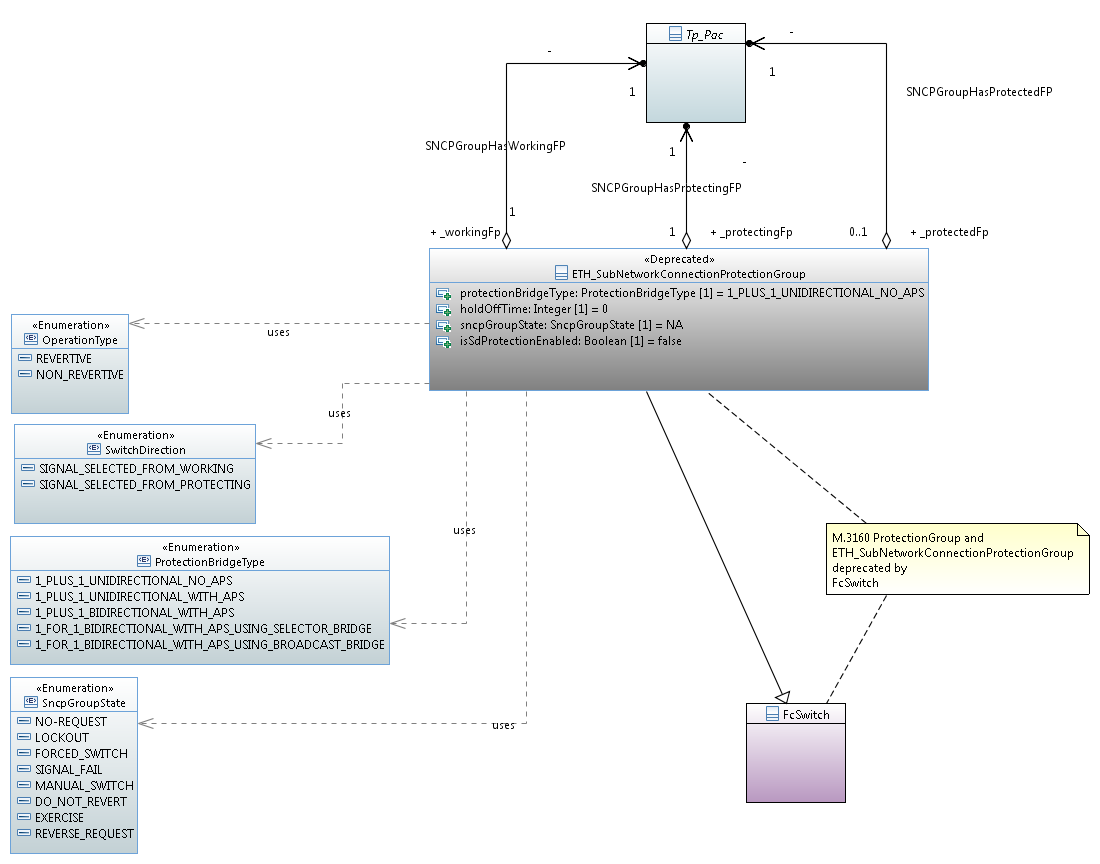 Tp_Pac
-
-
1
1
SNCPGroupHasProtectedFP
SNCPGroupHasWorkingFP
1
-
SNCPGroupHasProtectingFP
1
+ _workingFp
1
+ _protectingFp
0..1
+ _protectedFp
«Deprecated»
ETH_SubNetworkConnectionProtectionGroup
protectionBridgeType: ProtectionBridgeType [1] = 1_PLUS_1_UNIDIRECTIONAL_NO_APS
holdOffTime: Integer [1] = 0
sncpGroupState: SncpGroupState [1] = NA
isSdProtectionEnabled: Boolean [1] = false
«Enumeration»
OperationType
REVERTIVE
NON_REVERTIVE
uses
uses
«Enumeration»
SwitchDirection
SIGNAL_SELECTED_FROM_WORKING
SIGNAL_SELECTED_FROM_PROTECTING
uses
«Enumeration»
ProtectionBridgeType
1_PLUS_1_UNIDIRECTIONAL_NO_APS
1_PLUS_1_UNIDIRECTIONAL_WITH_APS
1_PLUS_1_BIDIRECTIONAL_WITH_APS
1_FOR_1_BIDIRECTIONAL_WITH_APS_USING_SELECTOR_BRIDGE
1_FOR_1_BIDIRECTIONAL_WITH_APS_USING_BROADCAST_BRIDGE
M.3160 ProtectionGroup and
ETH_SubNetworkConnectionProtectionGroup
deprecated by
FcSwitch
«Enumeration»
SncpGroupState
NO-REQUEST
LOCKOUT
FORCED_SWITCH
SIGNAL_FAIL
MANUAL_SWITCH
DO_NOT_REVERT
EXERCISE
REVERSE_REQUEST
uses
FcSwitch